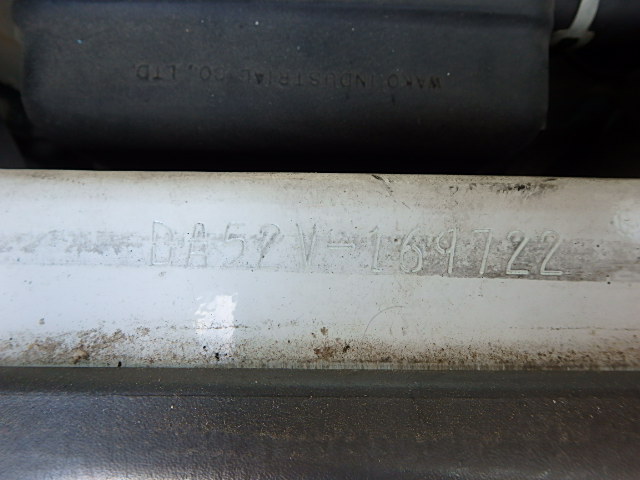 WAKO INDUSTRIAL CO., LTD.
DA52V-169722